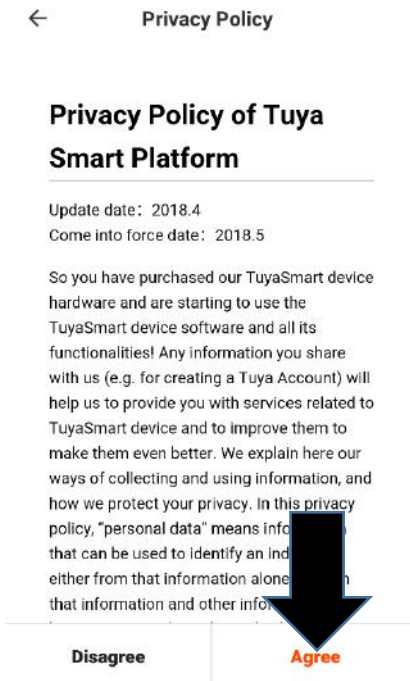 Privacy Policy
Privacy Policy of Tuya
Smart Platform
Update date：2018.4
Come into force date：2018.5
So you have purchased our TuyaSmart device
hardware and are starting to use the
TuyaSmart device software and all its
functionalities! Any information you share
with us (e.g. for creating a Tuya Account) will
help us to provide you with services related to
TuyaSmart device and to improve them to
make them even better. We explain here our
ways of collecting and using information, and
how we protect your privacy. In this privacy
policy, “personal data” means
that can be used to identify an
either from that information alone
that information and other
Disagree
Agree